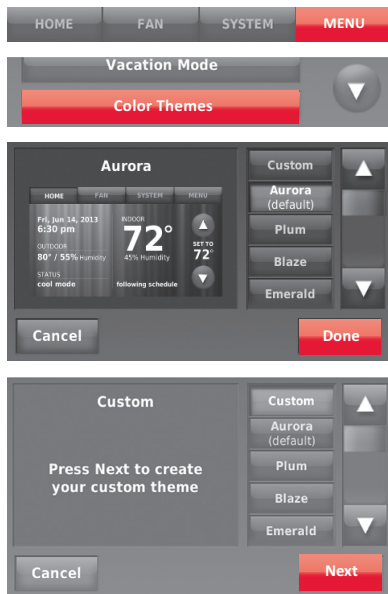 HOME FAN SYSTEM MENU
Vacation Mode
Color Themes
Aurora
HOME FAN SYSTEM MENU
Fri, Jun 14, 2013
6:30 pm
OUTDOOR
80° / 55% Humidity
STATUS
cool mode
INDOOR
72°
45% Humidity
following schedule
SET TO
72°
Custom
Aurora
(default)
Plum
Blaze
Emerald
Cancel
Done
Custom
Press Next to create
your custom theme
Custom
Aurora
(default)
Plum
Blaze
Emerald
Cancel
Next